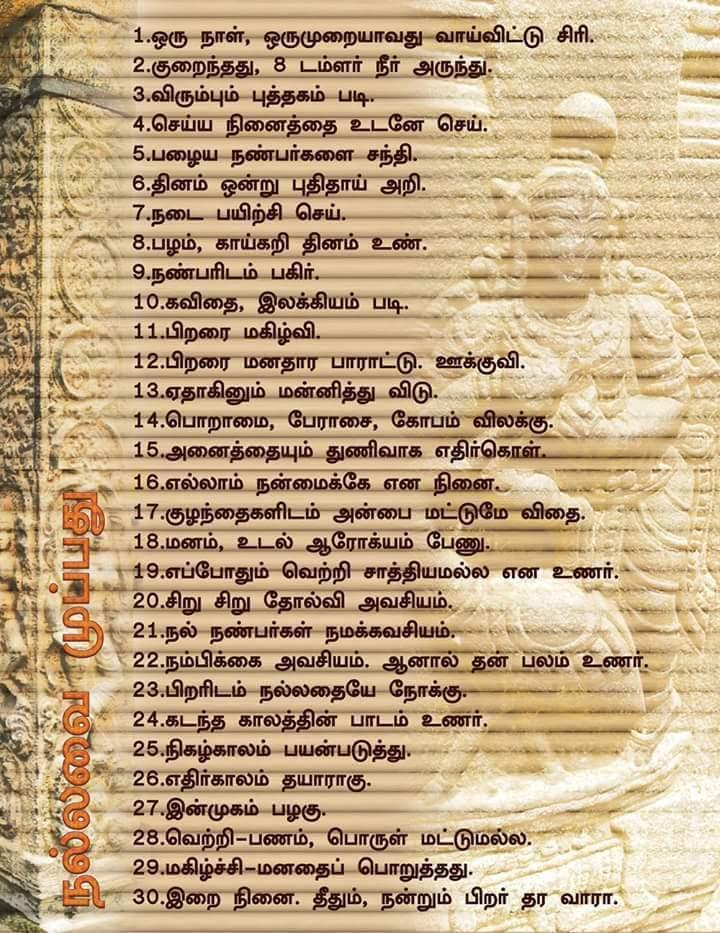 நல்லவை முப்பது
1.ஒரு நாள், ஒருமுறையாவது வாய்விட்டு சிரி.
2.குறைந்தது, 8 டம்ளர் நீர் அருந்து.
3.விரும்பும் புத்தகம் படி.
4.செய்ய நினைத்தை உடனே செய்.
5.பழைய நண்பர்களை சந்தி.
6.தினம் ஒன்று புதிதாய் அறி.
7.நடை பயிற்சி செய்.
8.பழம், காய்கறி தினம் உண்.
9.நண்பரிடம் பகிர்.
10.கவிதை, இலக்கியம் படி.
11.பிறரை மகிழ்வி.
12.பிறரை மனதார பாராட்டு. ஊக்குவி.
13.ஏதாகினும் மன்னித்து விடு.
14.பொறாமை, பேராசை, கோபம் விலக்கு.
15.அனைத்தையும் துணிவாக எதிர்கொள்.
16.எல்லாம் நன்மைக்கே என நினை.
17.குழந்தைகளிடம் அன்பை மட்டுமே விதை.
18.மனம், உடல் ஆரோக்யம் பேணு.
19.எப்போதும் வெற்றி சாத்தியமல்ல என உணர்.
20.சிறு சிறு தோல்வி அவசியம்.
21.நல் நண்பர்கள் நமக்கவசியம்.
22.நம்பிக்கை அவசியம். ஆனால் தன் பலம் உணர்.
23.பிறரிடம் நல்லதையே நோக்கு.
24.கடந்த காலத்தின் பாடம் உணர்.
25.நிகழ்காலம் பயன்படுத்து.
26.எதிர்காலம் தயாராகு.
27.இன்முகம் பழகு.
28.வெற்றி-பணம், பொருள் மட்டுமல்ல.
29.மகிழ்ச்சி-மனதைப் பொறுத்தது.
30.இறை நினை. தீதும், நன்றும் பிறர் தர வாரா.